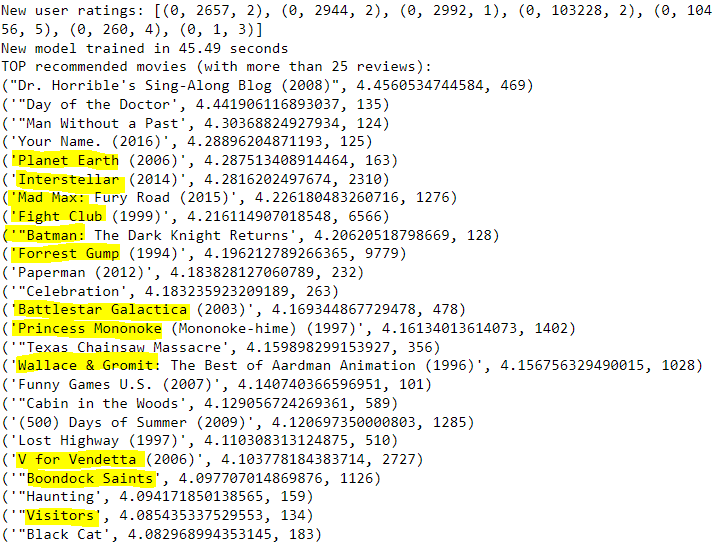 New user ratings: [(0, 2657, 2), (0, 2944, 2), (0, 2992, 1), (0, 103228, 2), (0, 104
56, 5), (0, 260, 4), (0, 1, 3)]
New model trained in 45.49 seconds
TOP recommended movies (with more than 25 reviews):
("Dr. Horrible's Sing-Along Blog (2008)", 4.4560534744584, 469)
('"Day of the Doctor', 4.441906116893037, 135)
('"Man Without a Past', 4.30368824927934, 124)
('Your Name. (2016)', 4.28896204871193, 125)
('Planet Earth (2006)', 4.287513408914464, 163)
('Interstellar (2014)', 4.2816202497674, 2310)
('Mad Max: Fury Road (2015)', 4.226180483260716, 1276)
('Fight Club (1999)', 4.216114907018548, 6566)
('"Batman: The Dark Knight Returns', 4.20620518798669, 128)
('Forrest Gump (1994)', 4.196212789266365, 9779)
('Paperman (2012)', 4.183828127060789, 232)
('"Celebration', 4.183235923209189, 263)
('Battlestar Galactica (2003)', 4.169344867729478, 478)
('Princess Mononoke (Mononoke-hime) (1997)', 4.16134013614073, 1402)
('"Texas Chainsaw Massacre', 4.159898299153927, 356)
('Wallace & Gromit: The Best of Aardman Animation (1996)', 4.156756329490015, 1028)
('Funny Games U.S. (2007)', 4.140740366596951, 101)
('"Cabin in the Woods', 4.129056724269361, 589)
('(500) Days of Summer (2009)', 4.120697350000803, 1285)
('Lost Highway (1997)', 4.110308313124875, 510)
('V for Vendetta (2006)', 4.103778184383714, 2727)
('"Boondock Saints', 4.097707014869876, 1126)
('"Haunting', 4.094171850138565, 159)
('"Visitors', 4.085435337529553, 134)
('"Black Cat', 4.082968994353145, 183)